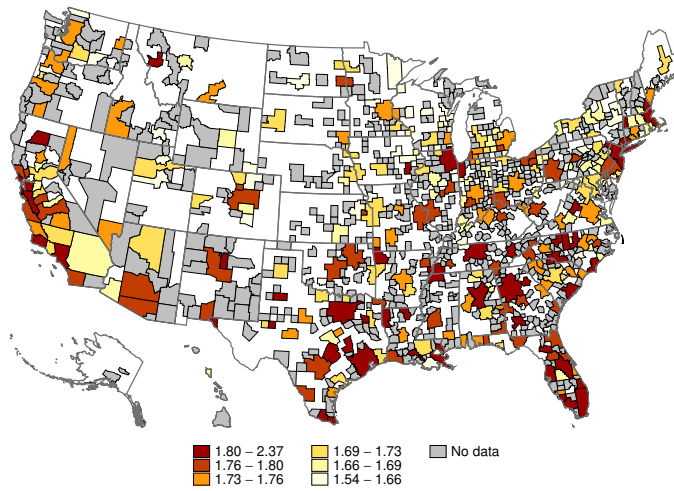 1.80 – 2.37 1.69 – 1.73 No data
1.76 – 1.80 1.66 – 1.69
1.73 – 1.76 1.54 – 1.66